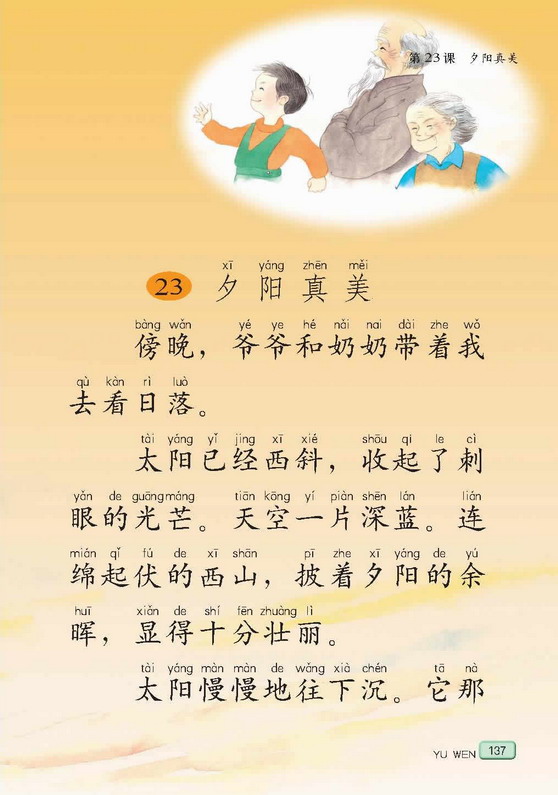 第23课 夕阳真美
xī yáng zhēn měi
23 夕阳真美
bàng wǎn yé ye hé nǎi nai dài zhe wǒ
傍晚，爷爷和奶奶带着我
qù kàn rì luò
去看日落。
tài yáng yǐ jing xī xié shōu qǐ le cì
太阳已经西斜，收起了刺
yǎn de guāng máng tiān kōng yí piàn shēn lán lián
眼的光芒。天空一片深蓝。连
mián qǐ fú de xī shān pī zhe xī yáng de yú
绵起伏的西山，披着夕阳的余
huī xiǎn de shí fēn zhuàng lì
晖，显得十分壮丽。
tài yáng màn màn de wǎng xià chén tā nà
太阳慢慢地往下沉。它那
YU WEN 137